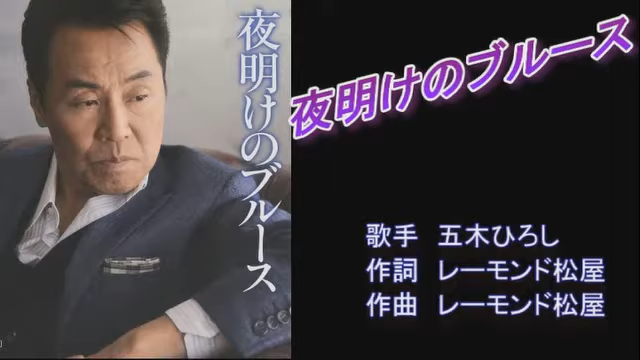 夜明けのブルース
夜明けのブルース
歌手 五木ひろし
作詞 レーモンド松屋
作曲 レーモンド松屋